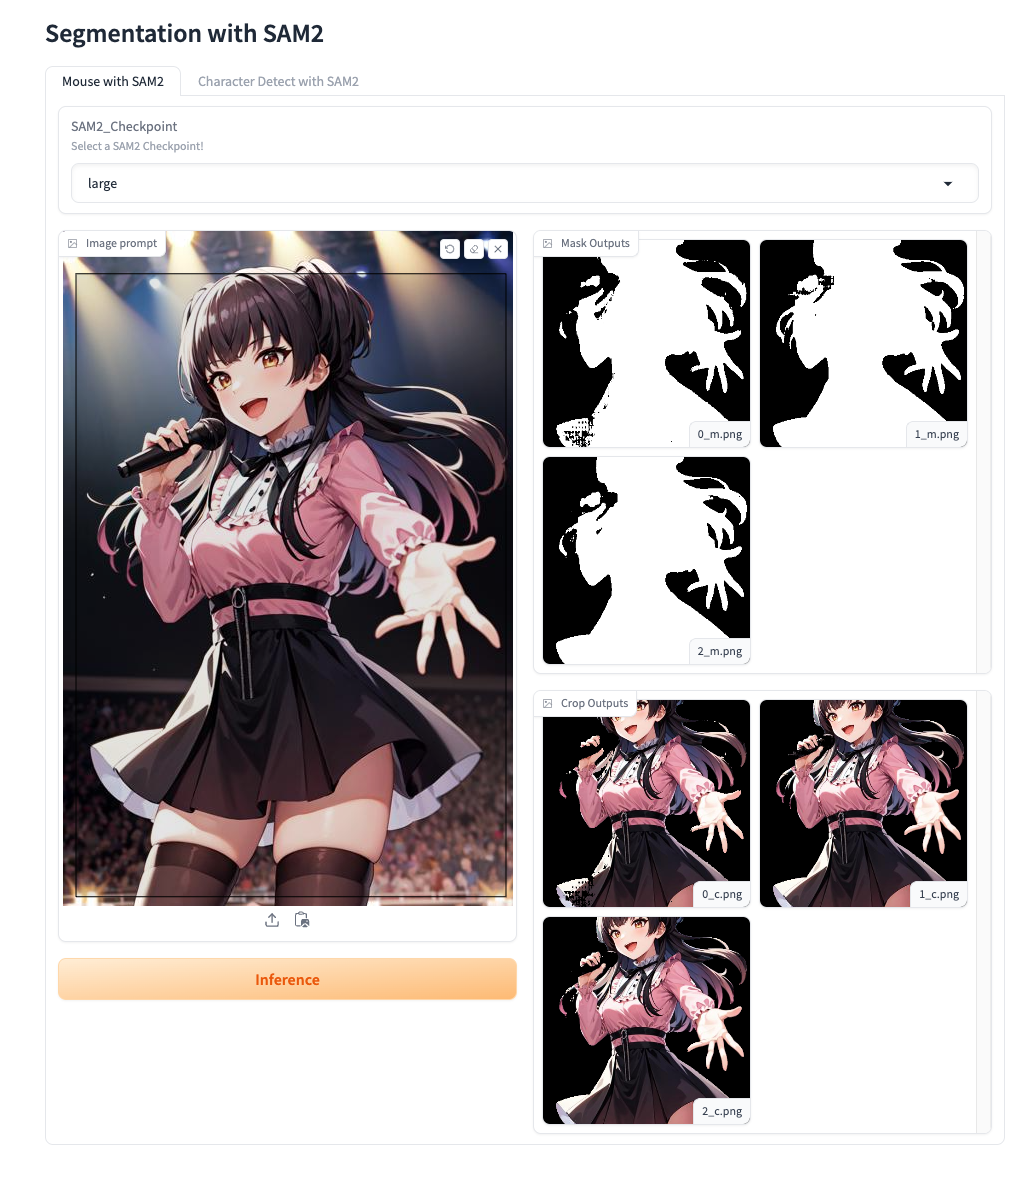 Segmentation with SAM2
Mouse with SAM2
Character Detect with SAM2
SAM2_Checkpoint
Select a SAM2 Checkpoint!
large
Image prompt
Mask Outputs
0_m.png
1_m.png
2_m.png
Crop Outputs
0_c.png
1_c.png
2_c.png
Inference